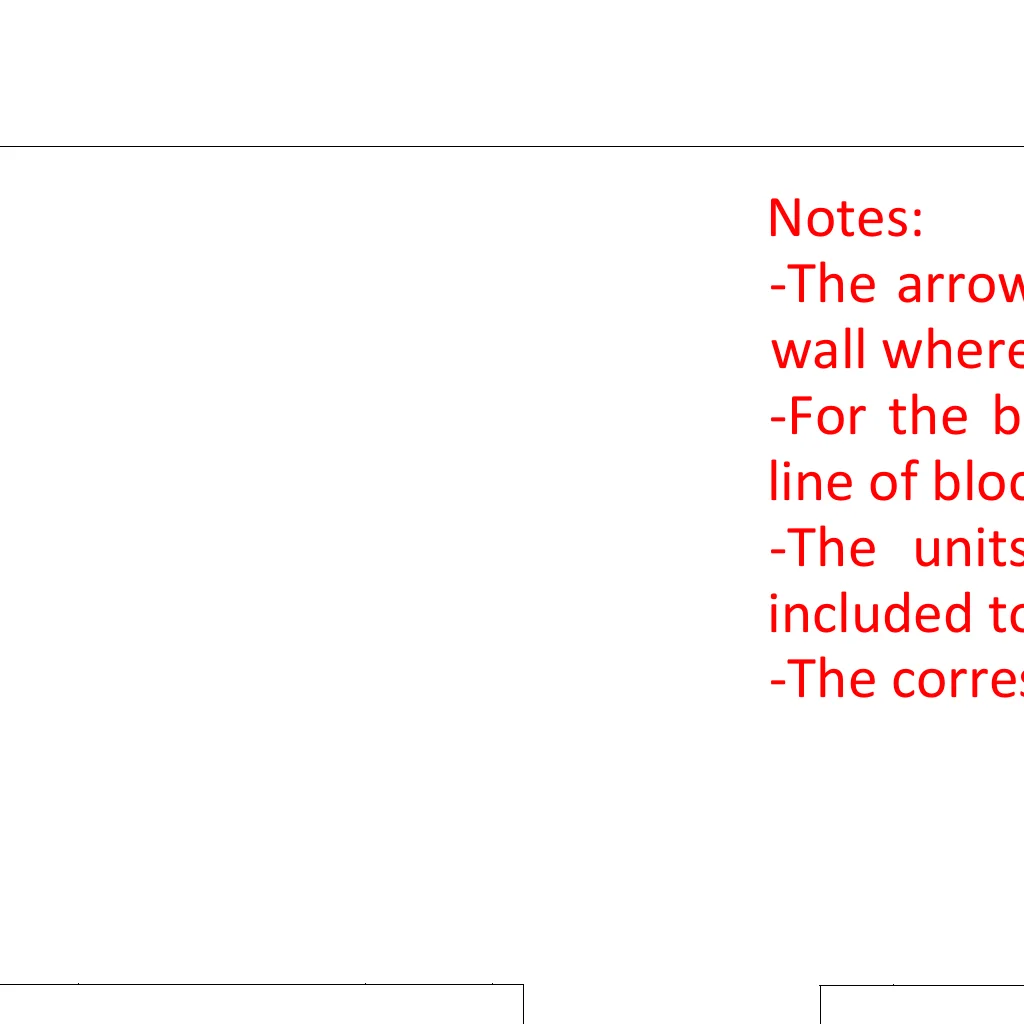 Notes:
-The arrow
wall where
-For the b
line of bloc
-The units
included to
-The corres